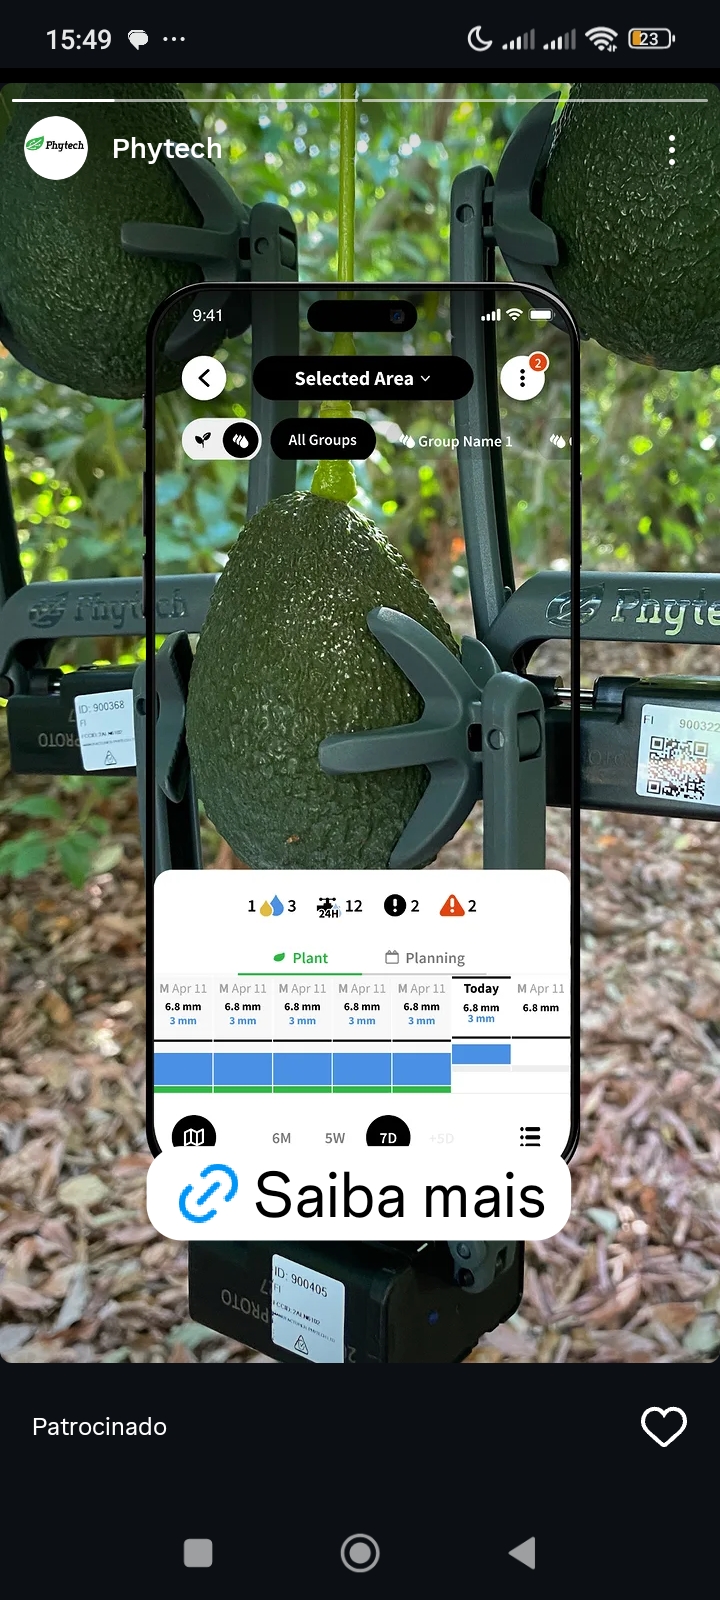 15:49
23
Phytech
Phytech
9:41
Selected Area
2
All Groups
Group Name 1
Phytech
Phyte
ID: 900368
FI
PROTO
FI 900322
1 3
24H 12
2
2
Plant
Planning
M Apr 11 M Apr 11 M Apr 11 M Apr 11 M Apr 11 Today M Apr 11
6.8 mm 6.8 mm 6.8 mm 6.8 mm 6.8 mm 6.8 mm 6.8 mm
3 mm 3 mm 3 mm 3 mm 3 mm 3 mm
6M 5W 7D +5D
Saiba mais
ID: 900405
FI
PROTO
Patrocinado